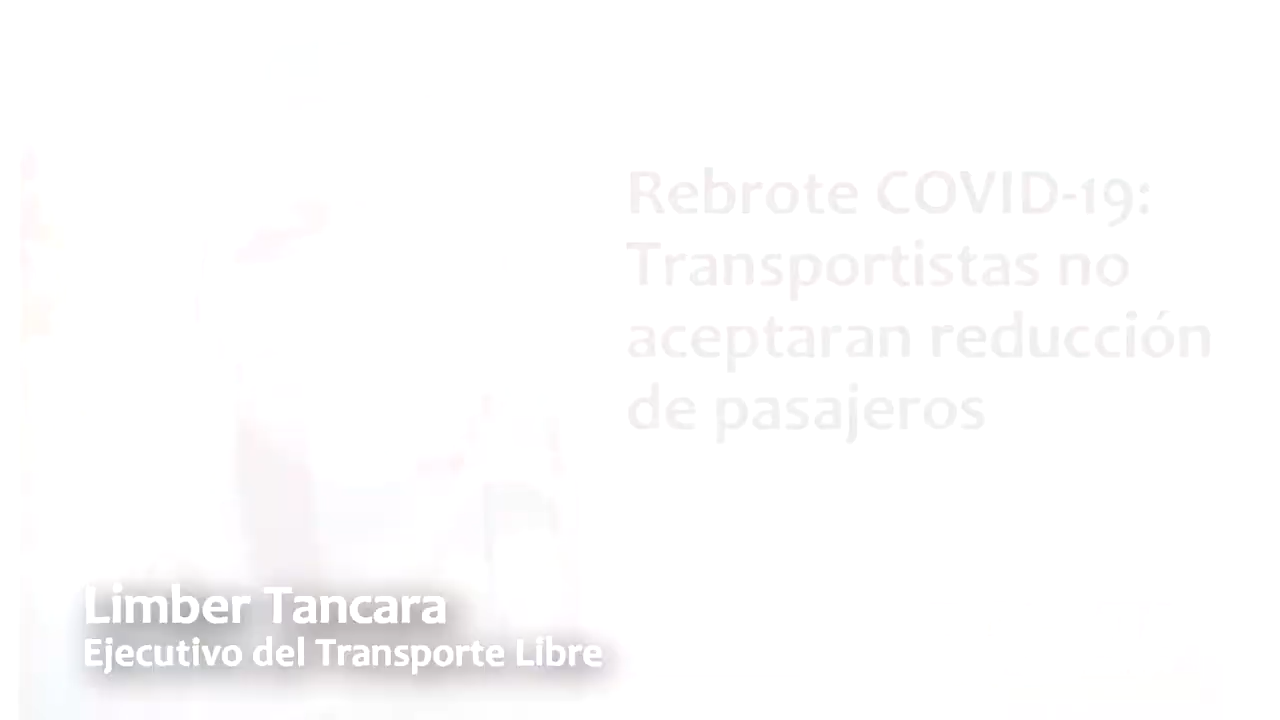 Rebrote COVID-19:
Transportistas no
aceptaran reducción
de pasajeros
Limber Tancara
Ejecutivo del Transporte Libre